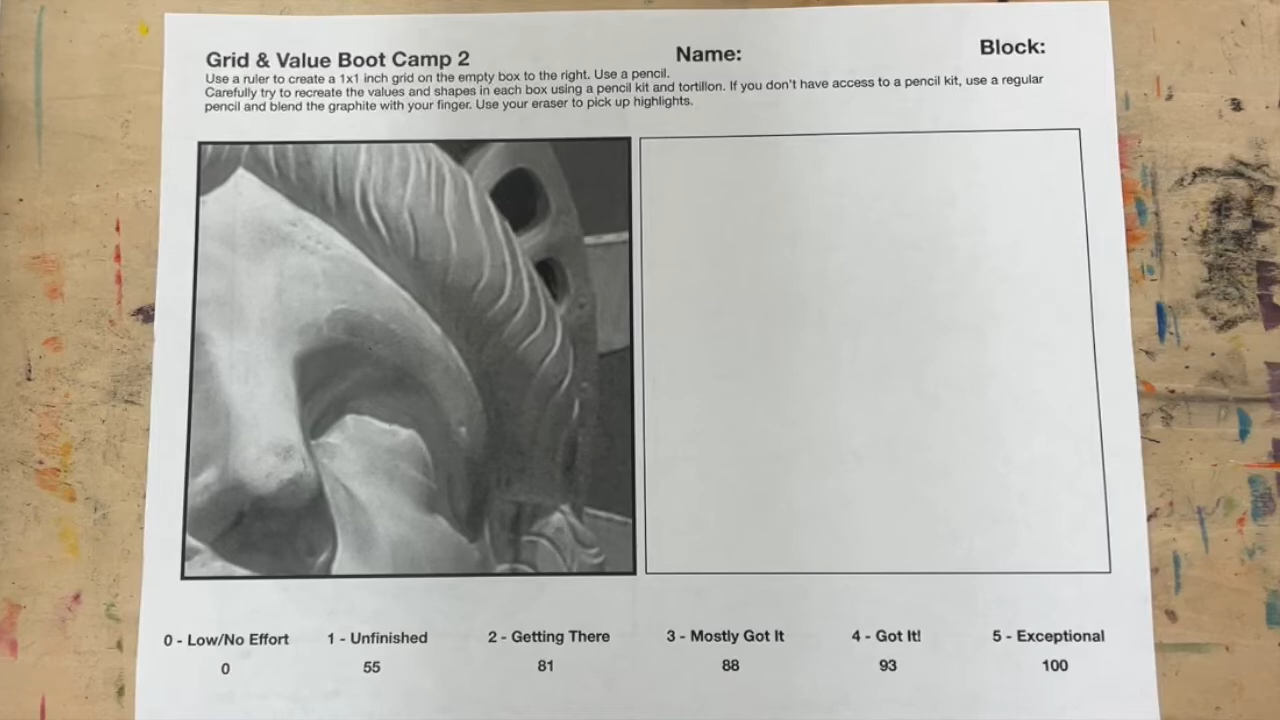 Grid & Value Boot Camp 2 Name: Block:
Use a ruler to create a 1x1 inch grid on the empty box to the right. Use a pencil.
Carefully try to recreate the values and shapes in each box using a pencil kit and tortillon. If you don't have access to a pencil kit, use a regular
pencil and blend the graphite with your finger. Use your eraser to pick up highlights.
0 - Low/No Effort 1 - Unfinished 2 - Getting There 3 - Mostly Got It 4 - Got It! 5 - Exceptional
0 55 81 88 93 100